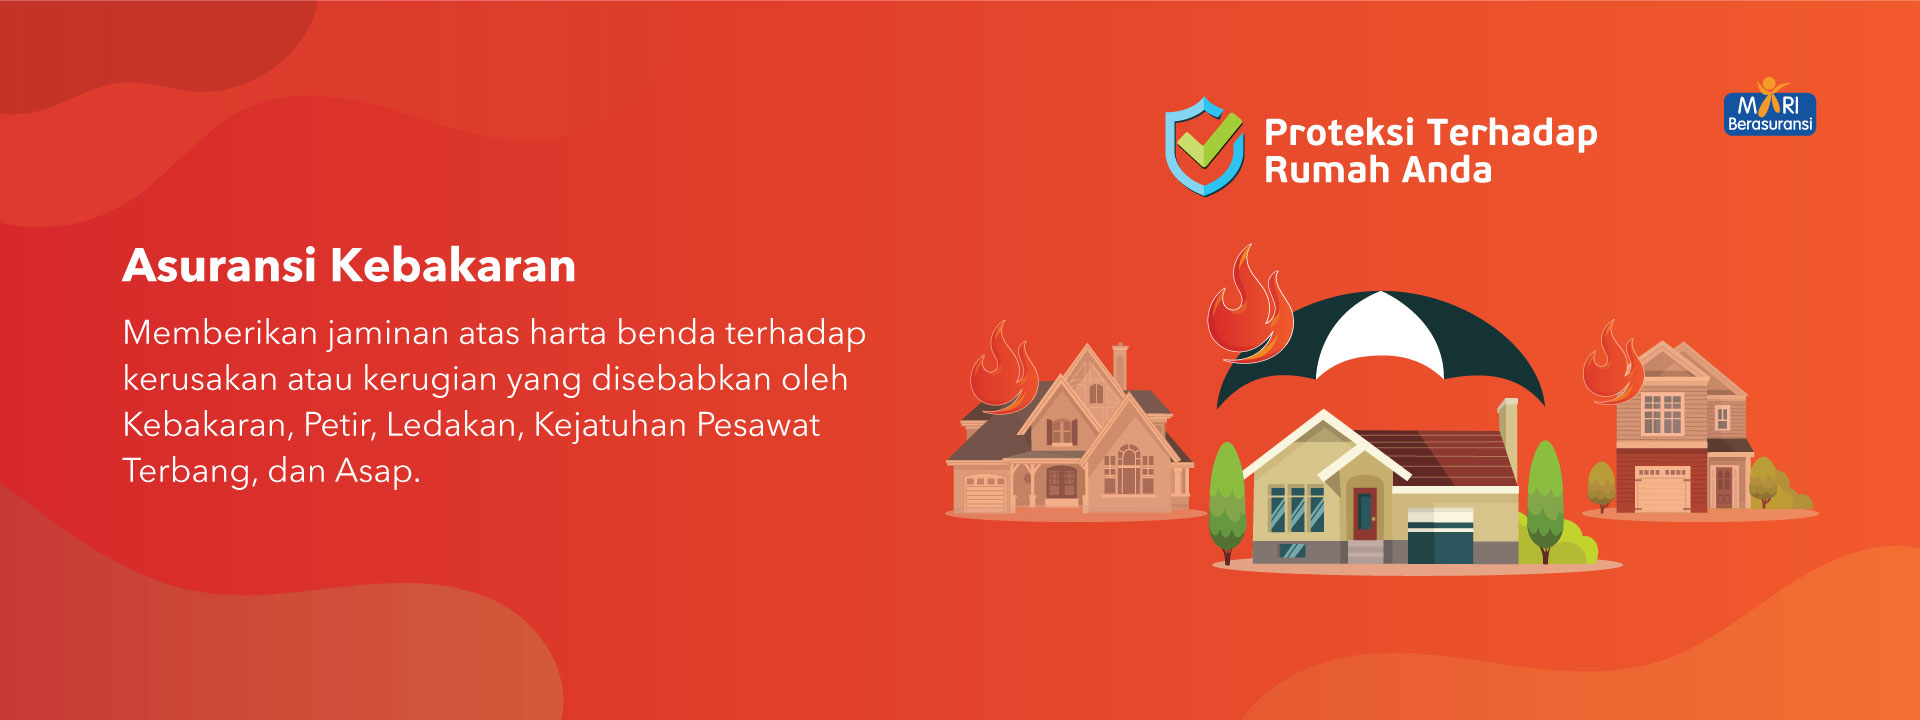 Asuransi Kebakaran
Memberikan jaminan atas harta benda terhadap
kerusakan atau kerugian yang disebabkan oleh
Kebakaran, Petir, Ledakan, Kejatuhan Pesawat
Terbang, dan Asap.
Proteksi Terhadap
Rumah Anda
MARI
Berasuransi